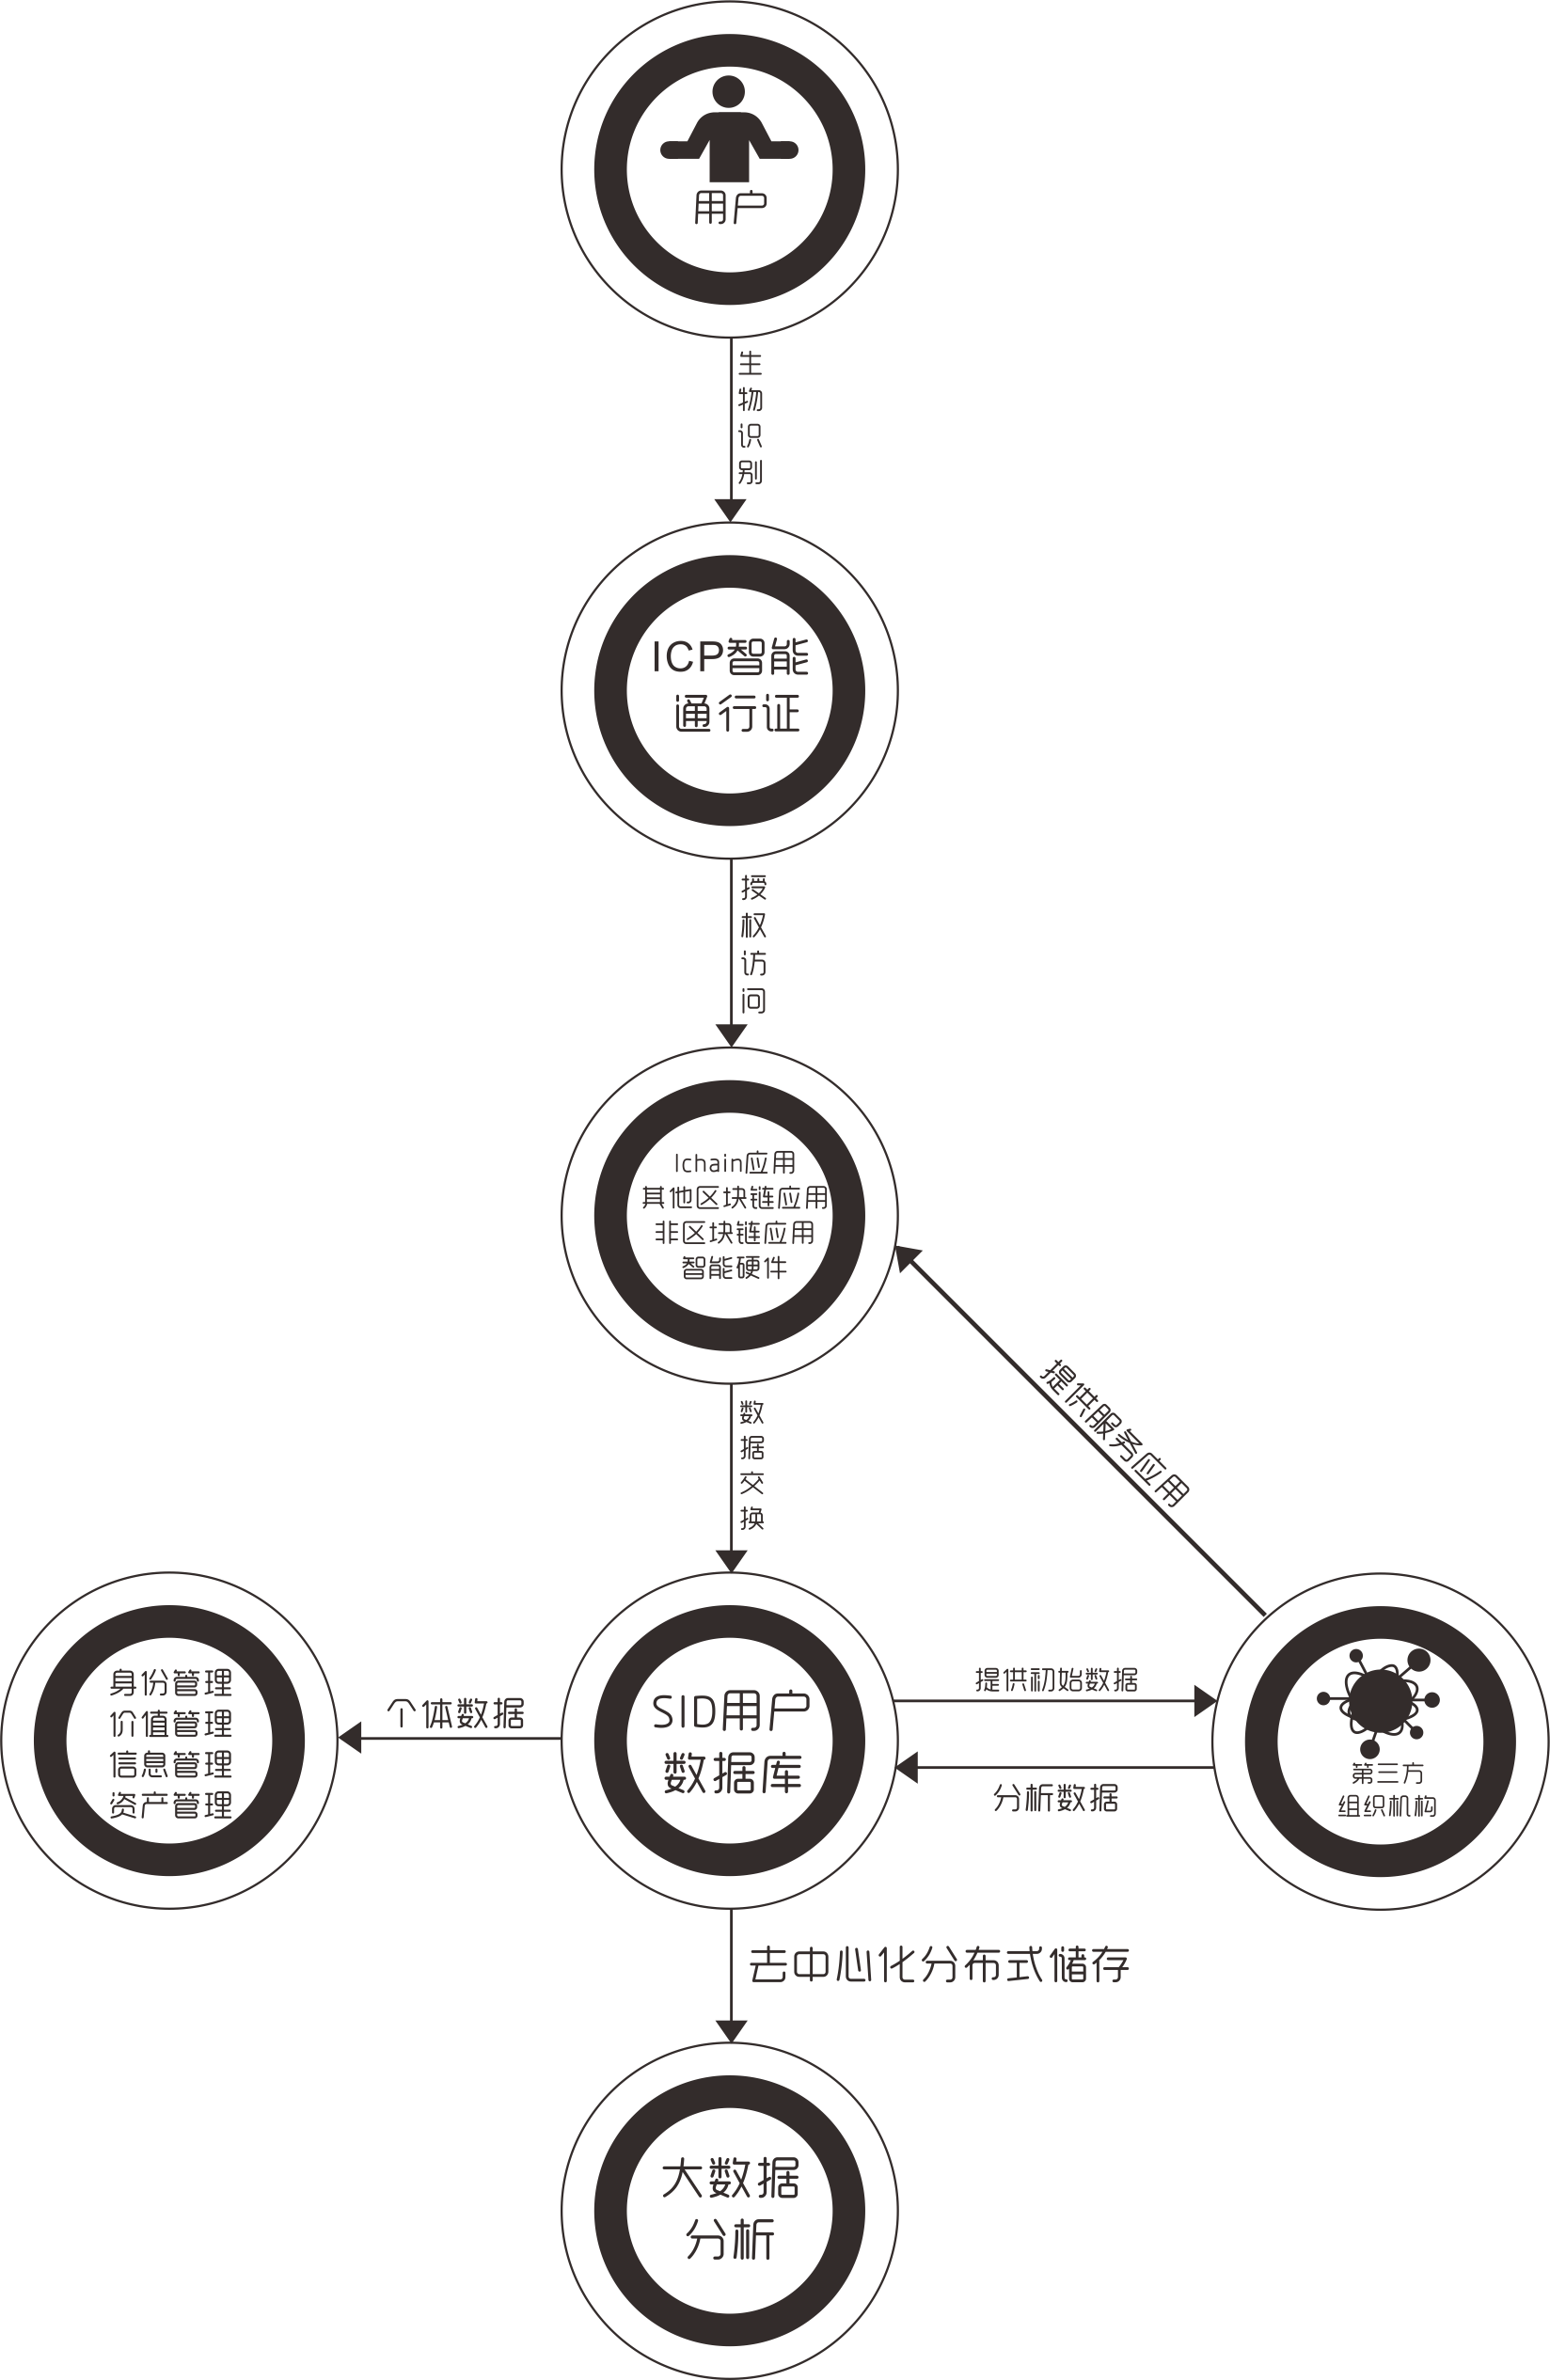 用户
生物识别
ICP智能
通行证
授权访问
Ichain应用
其他区块链应用
非区块链应用
智能硬件
提供服务应用
数据交换
身份管理
价值管理
信息管理
资产管理
个体数据
SID用户
数据库
提供初始数据
分析数据
第三方
组织机构
去中心化分布式储存
大数据
分析